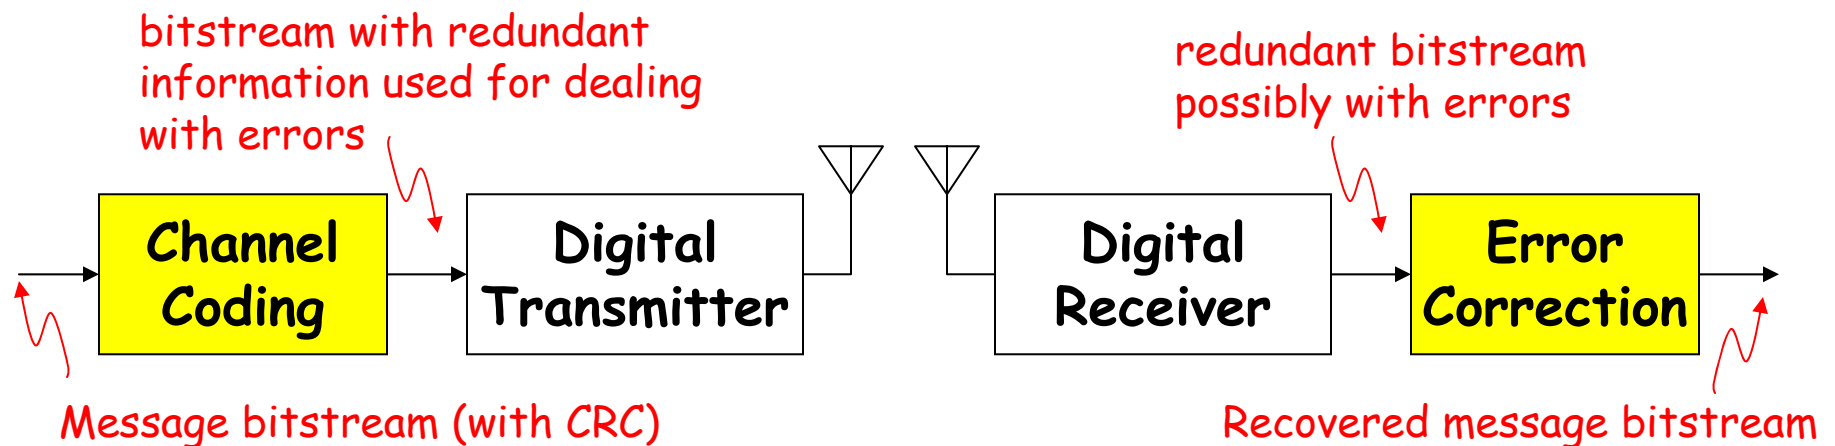 bitstream with redundant
information used for dealing
with errors
redundant bitstream
possibly with errors
Channel
Coding
Digital
Transmitter
Digital
Receiver
Error
Correction
Message bitstream (with CRC)
Recovered message bitstream